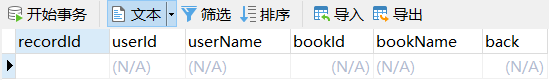 开始事务 文本 筛选 排序 导入 导出
recordId userId userName bookId bookName back
(N/A) (N/A) (N/A) (N/A) (N/A)